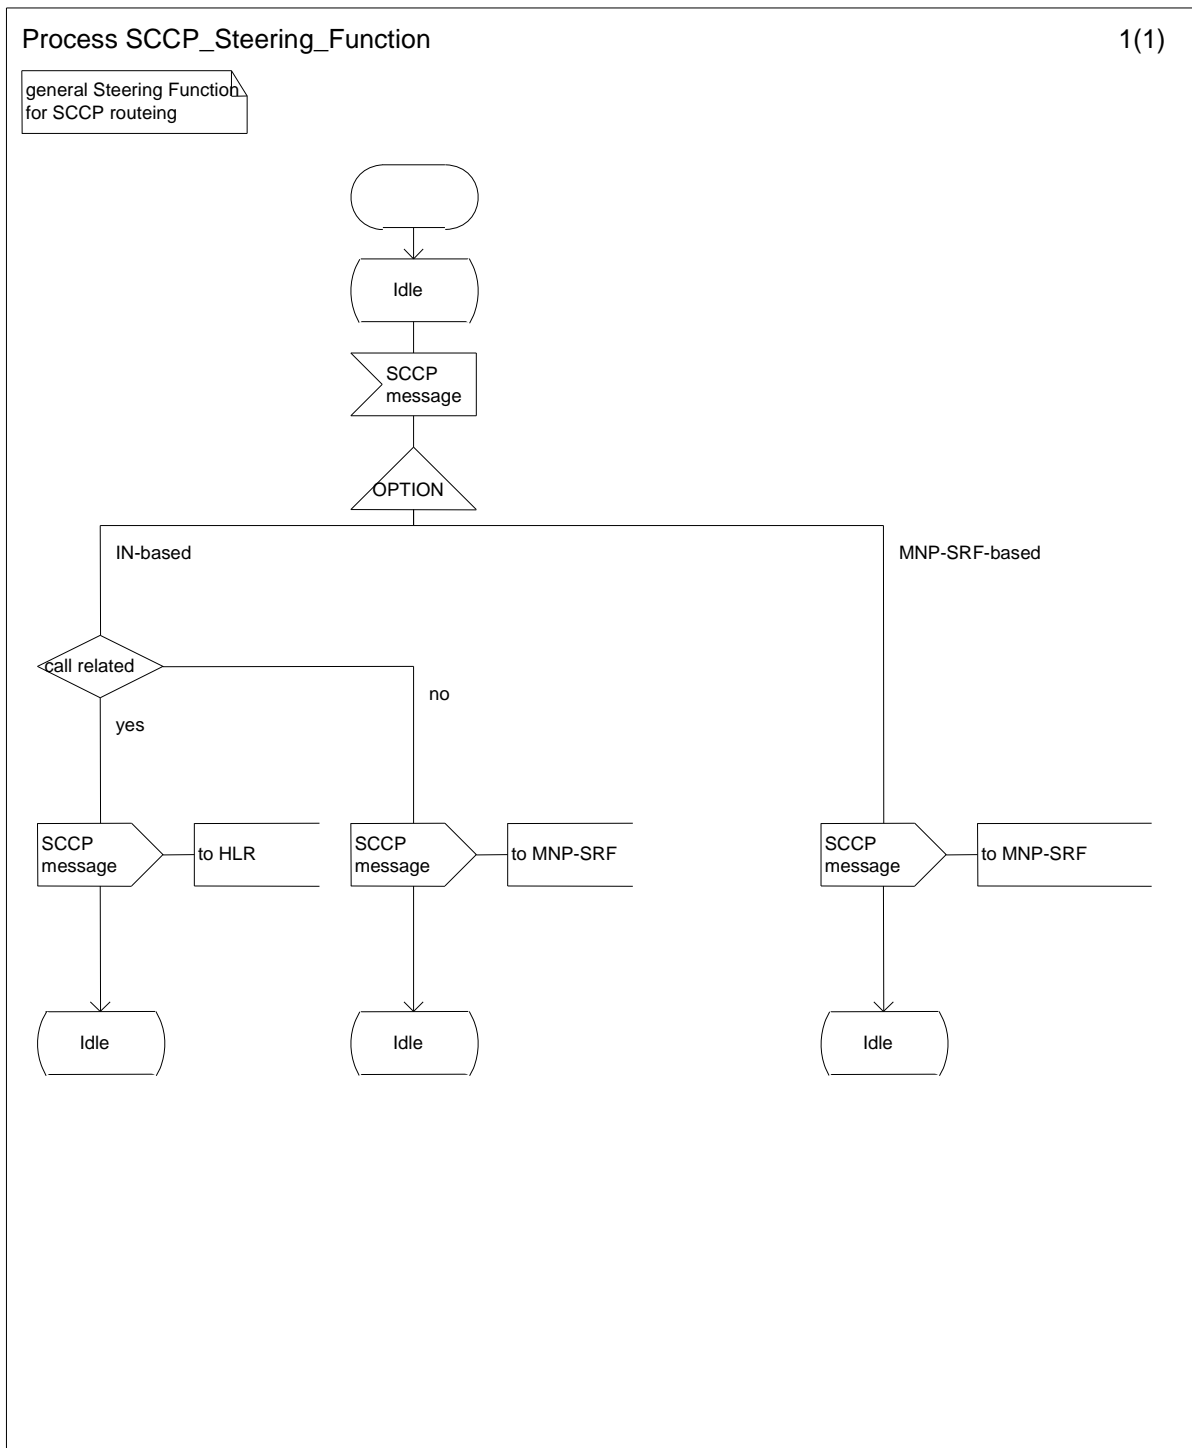 Process SCCP_Steering_Function
1(1)
general Steering Function
for SCCP routeing
Idle
SCCP
message
OPTION
IN-based
MNP-SRF-based
call related
no
yes
SCCP
message
to HLR
SCCP
message
to MNP-SRF
SCCP
message
to MNP-SRF
Idle
Idle
Idle